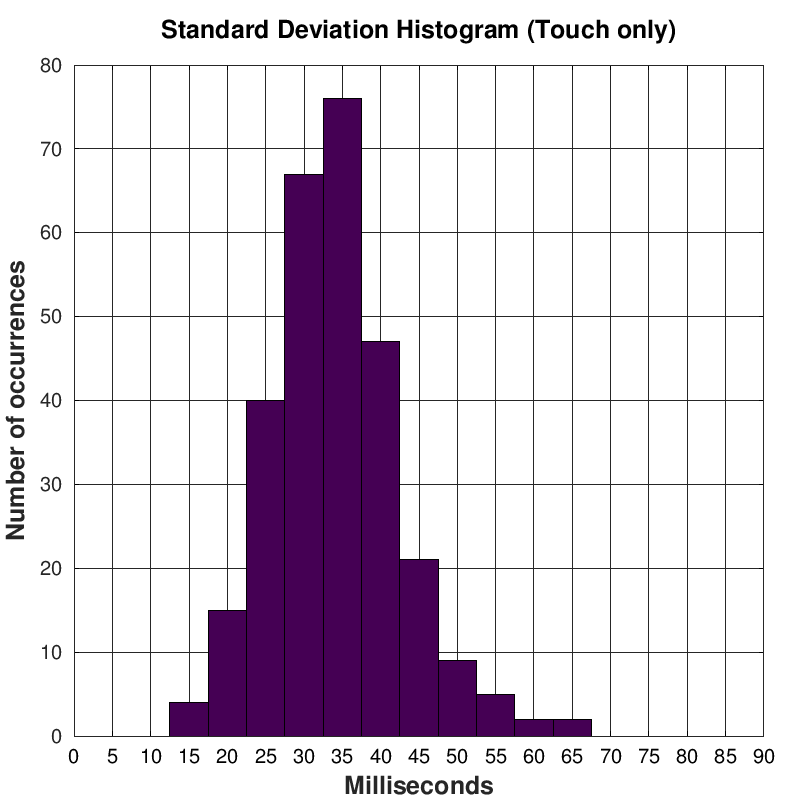 Standard Deviation Histogram (Touch only)
80
70
60
50
40
30
20
10
0
Number of occurrences
0 5 10 15 20 25 30 35 40 45 50 55 60 65 70 75 80 85 90
Milliseconds